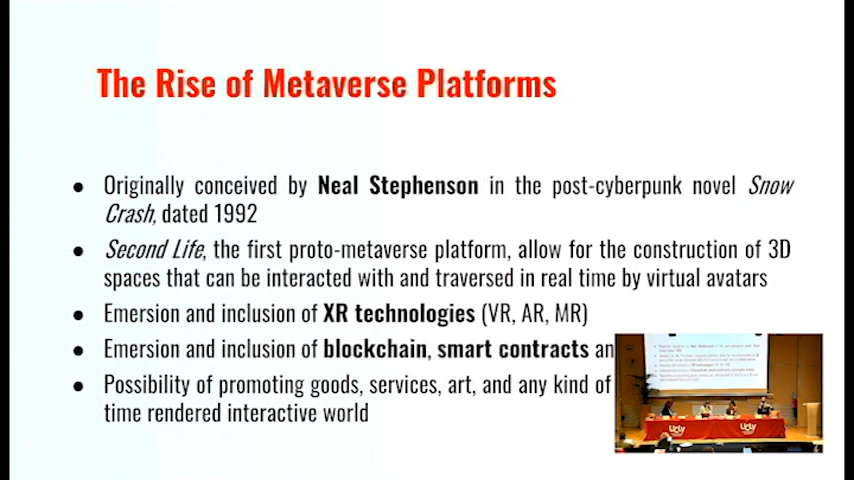 The Rise of Metaverse Platforms
● Originally conceived by Neal Stephenson in the post-cyberpunk novel Snow
Crash, dated 1992
● Second Life, the first proto-metaverse platform, allow for the construction of 3D
spaces that can be interacted with and traversed in real time by virtual avatars
● Emersion and inclusion of XR technologies (VR, AR, MR)
● Emersion and inclusion of blockchain, smart contracts an
● Possibility of promoting goods, services, art, and any kind of
time rendered interactive world